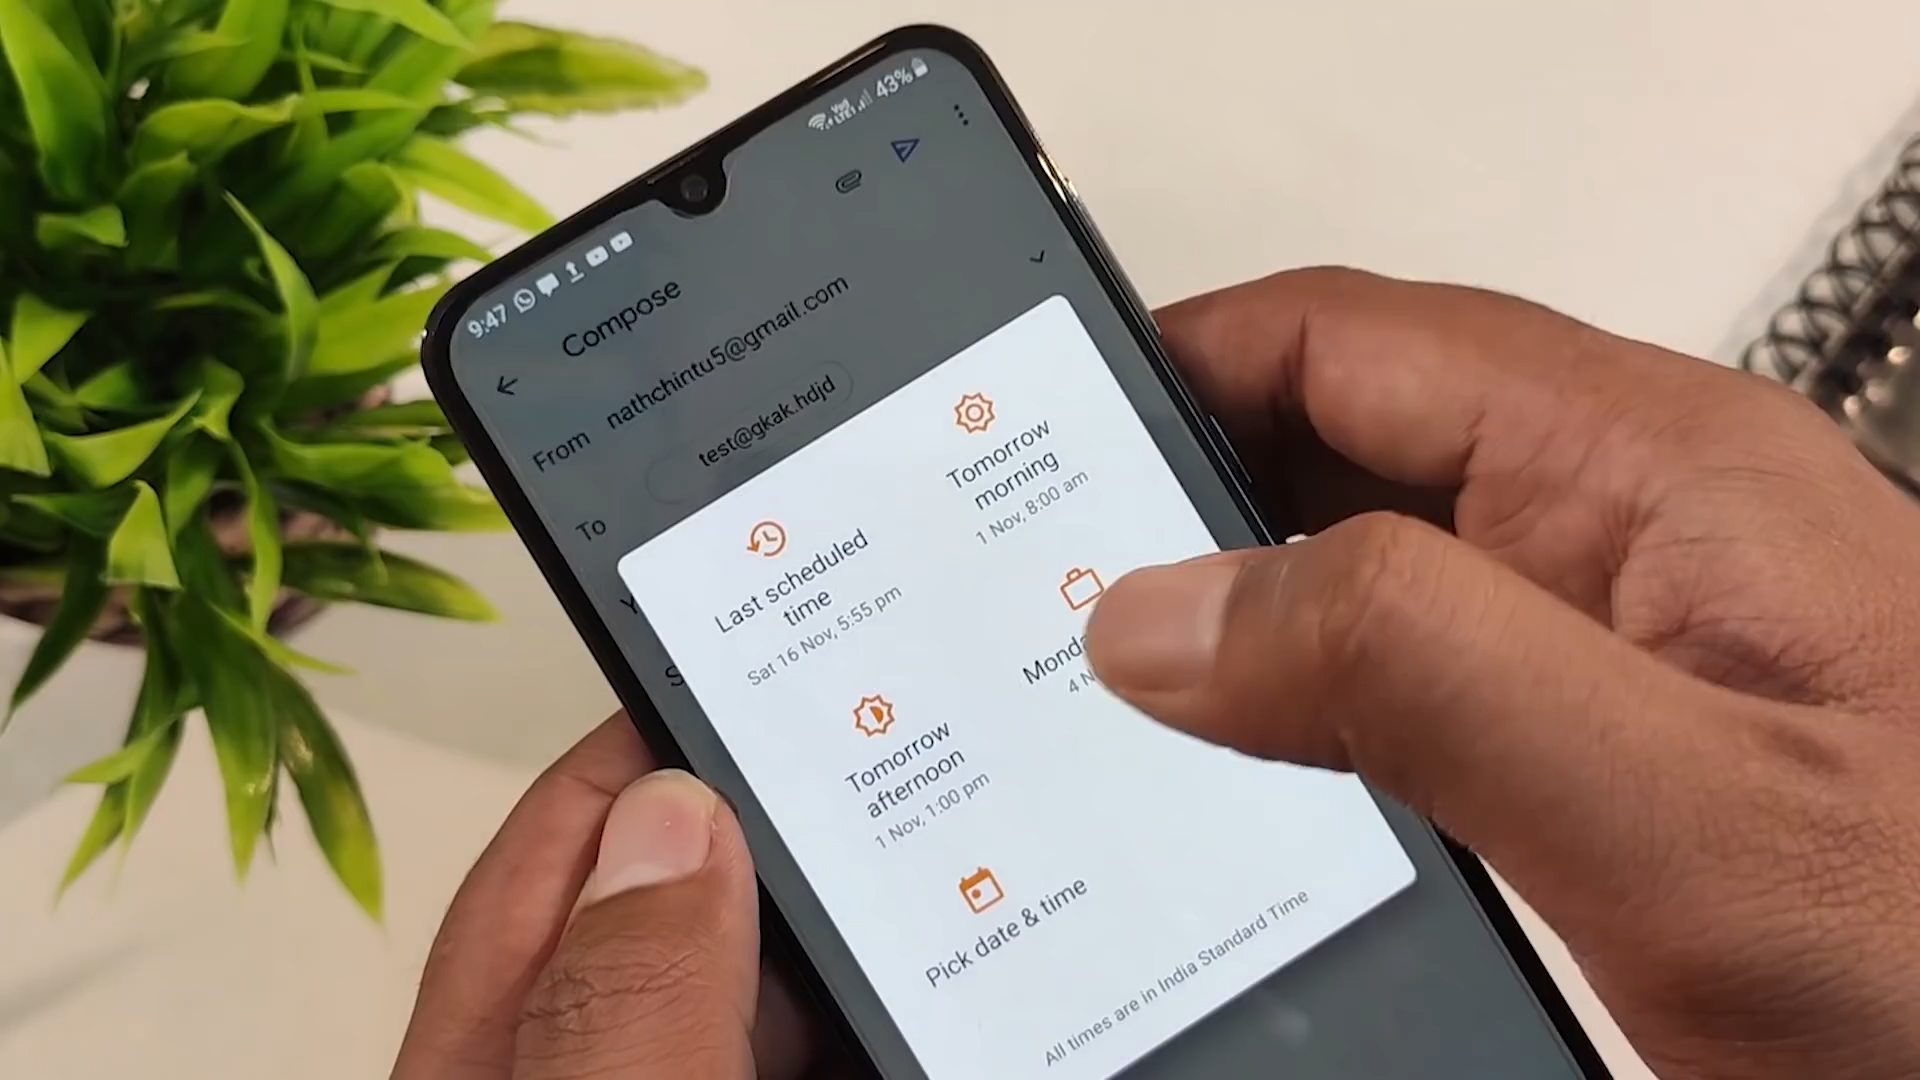 9:47
43%
Compose
From nathchintu5@gmail.com
To test@gkak.hdjd
Last scheduled
time
Sat 16 Nov, 5:55 pm
Tomorrow
morning
1 Nov, 8:00 am
Tomorrow
afternoon
1 Nov, 1:00 pm
Pick date & time
All times are in India Standard Time